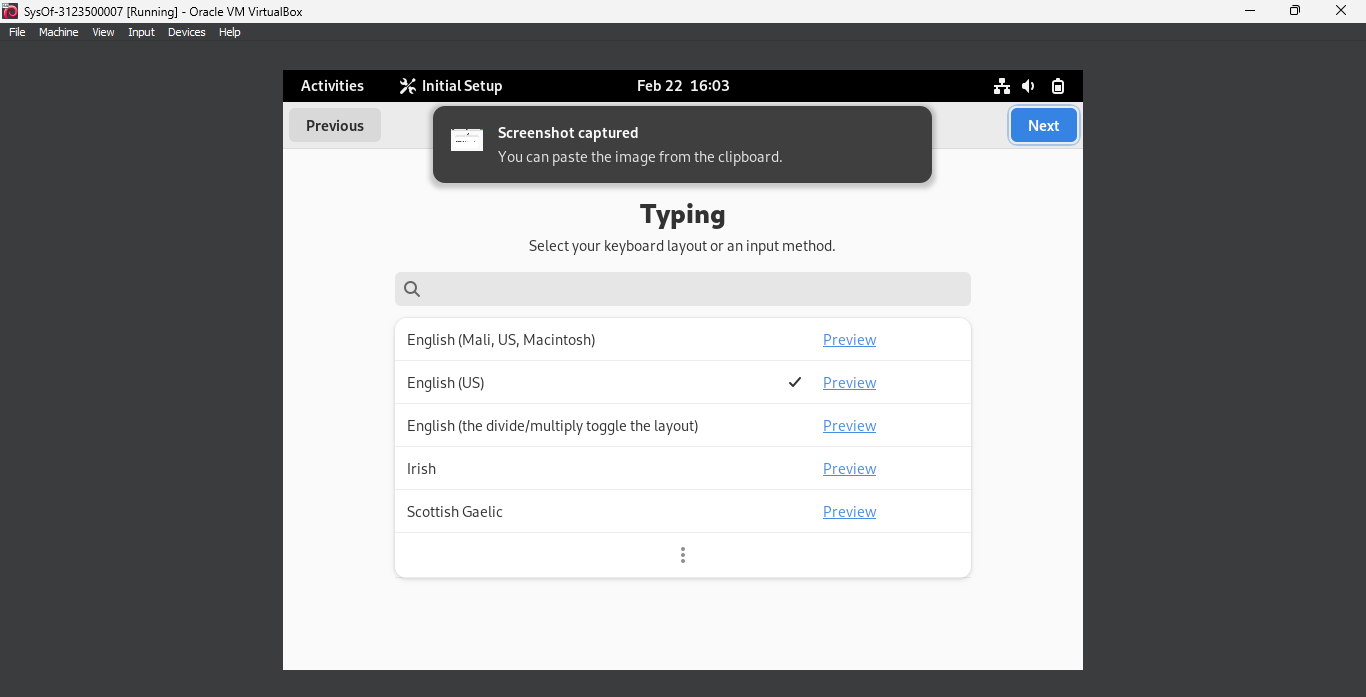 SysOf-3123500007 [Running] - Oracle VM VirtualBox
File Machine View Input Devices Help
Activities Initial Setup Feb 22 16:03
Previous
Screenshot captured
You can paste the image from the clipboard.
Next
Typing
Select your keyboard layout or an input method.
English (Mali, US, Macintosh) Preview
English (US) Preview
English (the divide/multiply toggle the layout) Preview
Irish Preview
Scottish Gaelic Preview